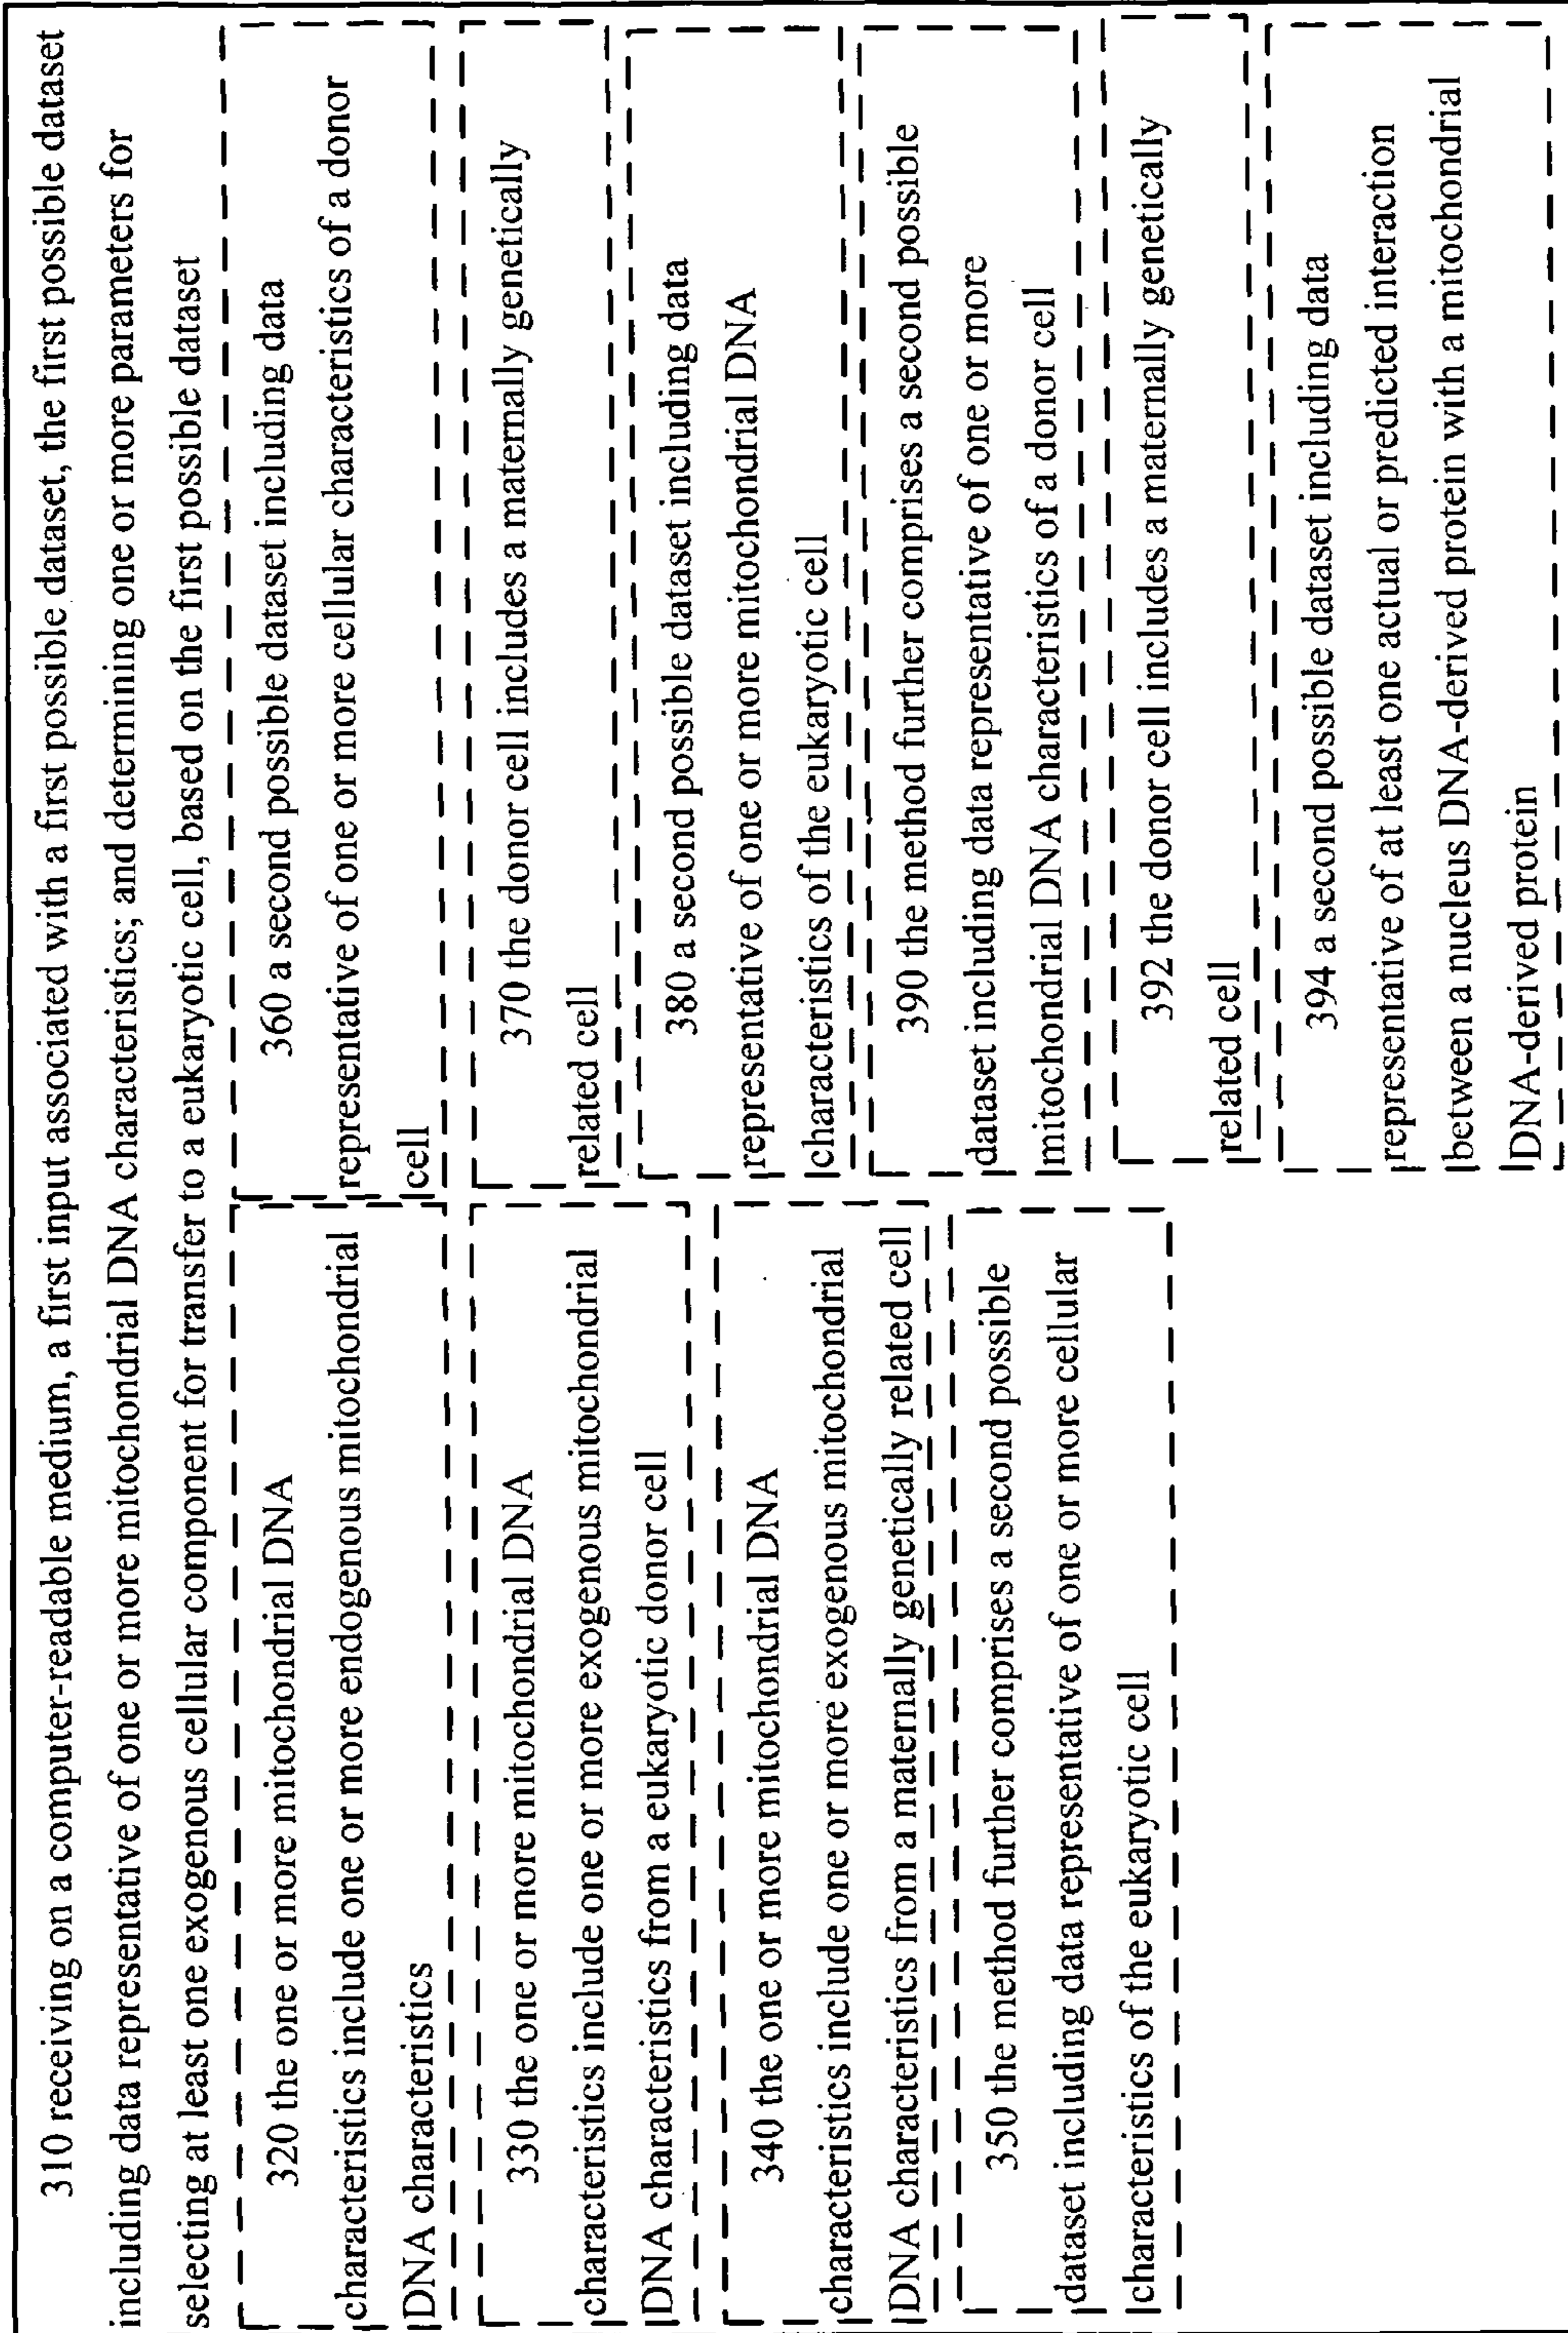 310 receiving on a computer-readable medium, a first input associated with a first possible dataset, the first possible dataset
including data representative of one or more mitochondrial DNA characteristics; and determining one or more parameters for
selecting at least one exogenous cellular component for transfer to a eukaryotic cell, based on the first possible dataset
320 the one or more mitochondrial DNA
characteristics include one or more endogenous mitochondrial
DNA characteristics
330 the one or more mitochondrial DNA
characteristics include one or more exogenous mitochondrial
DNA characteristics from a eukaryotic donor cell
340 the one or more mitochondrial DNA
characteristics include one or more exogenous mitochondrial
DNA characteristics from a maternally genetically related cell
350 the method further comprises a second possible
dataset including data representative of one or more cellular
characteristics of the eukaryotic cell
360 a second possible dataset including data
representative of one or more cellular characteristics of a donor
cell
370 the donor cell includes a maternally genetically
related cell
380 a second possible dataset including data
representative of one or more mitochondrial DNA
characteristics of the eukaryotic cell
390 the method further comprises a second possible
dataset including data representative of one or more
mitochondrial DNA characteristics of a donor cell
392 the donor cell includes a maternally genetically
related cell
394 a second possible dataset including data
representative of at least one actual or predicted interaction
between a nucleus DNA-derived protein with a mitochondrial
DNA-derived protein